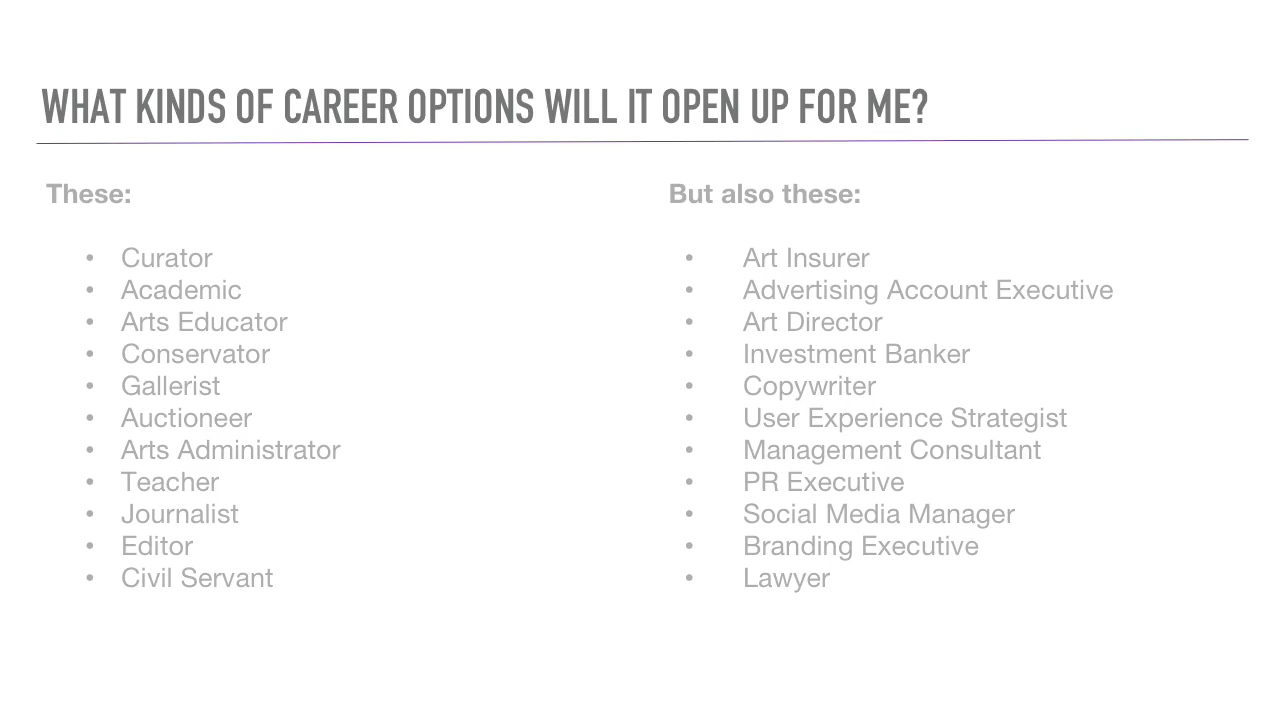 WHAT KINDS OF CAREER OPTIONS WILL IT OPEN UP FOR ME?
These:
• Curator
• Academic
• Arts Educator
• Conservator
• Gallerist
• Auctioneer
• Arts Administrator
• Teacher
• Journalist
• Editor
• Civil Servant
But also these:
• Art Insurer
• Advertising Account Executive
• Art Director
• Investment Banker
• Copywriter
• User Experience Strategist
• Management Consultant
• PR Executive
• Social Media Manager
• Branding Executive
• Lawyer